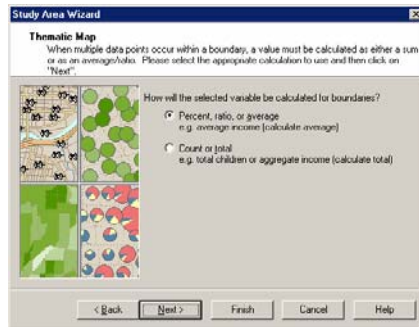 Study Area Wizard
Thematic Map
When multiple data points occur within a boundary, a value must be calculated as either a sum
or as an average/ratio. Please select the appropriate calculation to use and then click on
"Next".
How will the selected variable be calculated for boundaries?
Percent, ratio, or average
e.g. average income (calculate average)
Count or total
e.g. total children or aggregate income (calculate total)
< Back
Next >
Finish
Cancel
Help